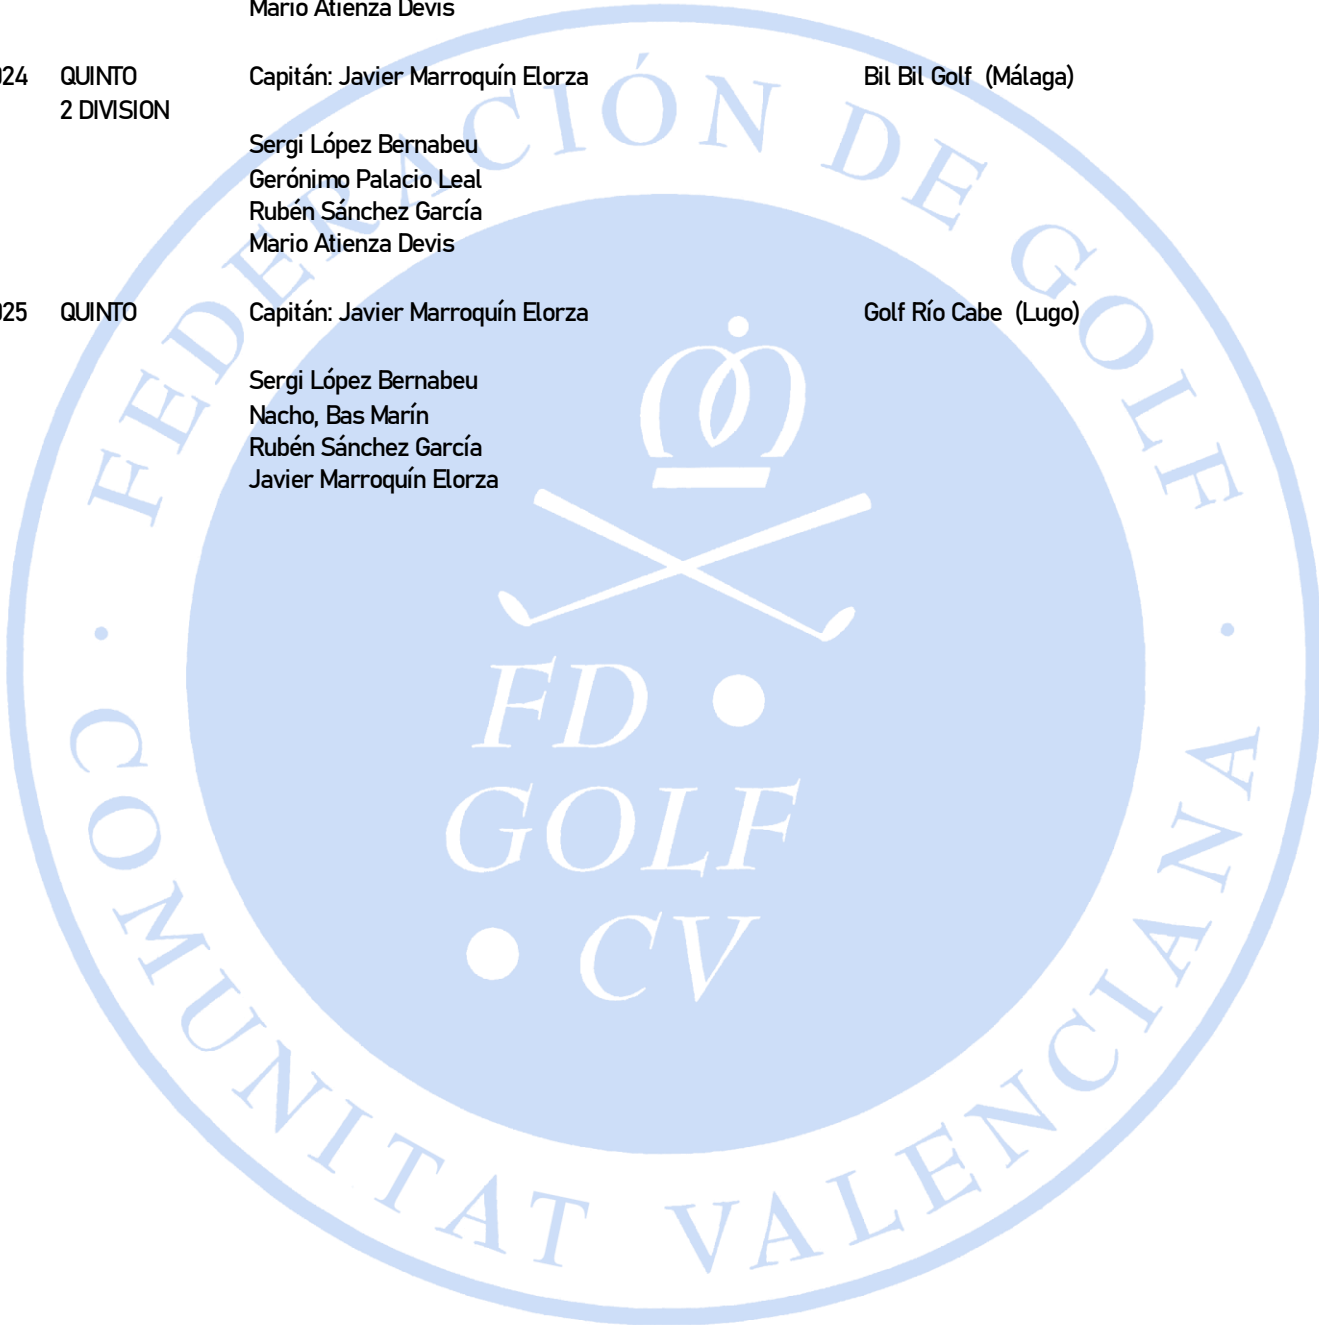 Mario Atienza Devis
024 QUINTO Capitán: Javier Marroquín Elorza Bil Bil Golf (Málaga)
2 DIVISION
Sergi López Bernabeu
Gerónimo Palacio Leal
Rubén Sánchez García
Mario Atienza Devis
025 QUINTO Capitán: Javier Marroquín Elorza Golf Río Cabe (Lugo)
Sergi López Bernabeu
Nacho, Bas Marín
Rubén Sánchez García
Javier Marroquín Elorza
FEDERACIÓN DE GOLF
FD
GOLF
CV
COMUNITAT VALENCIANA